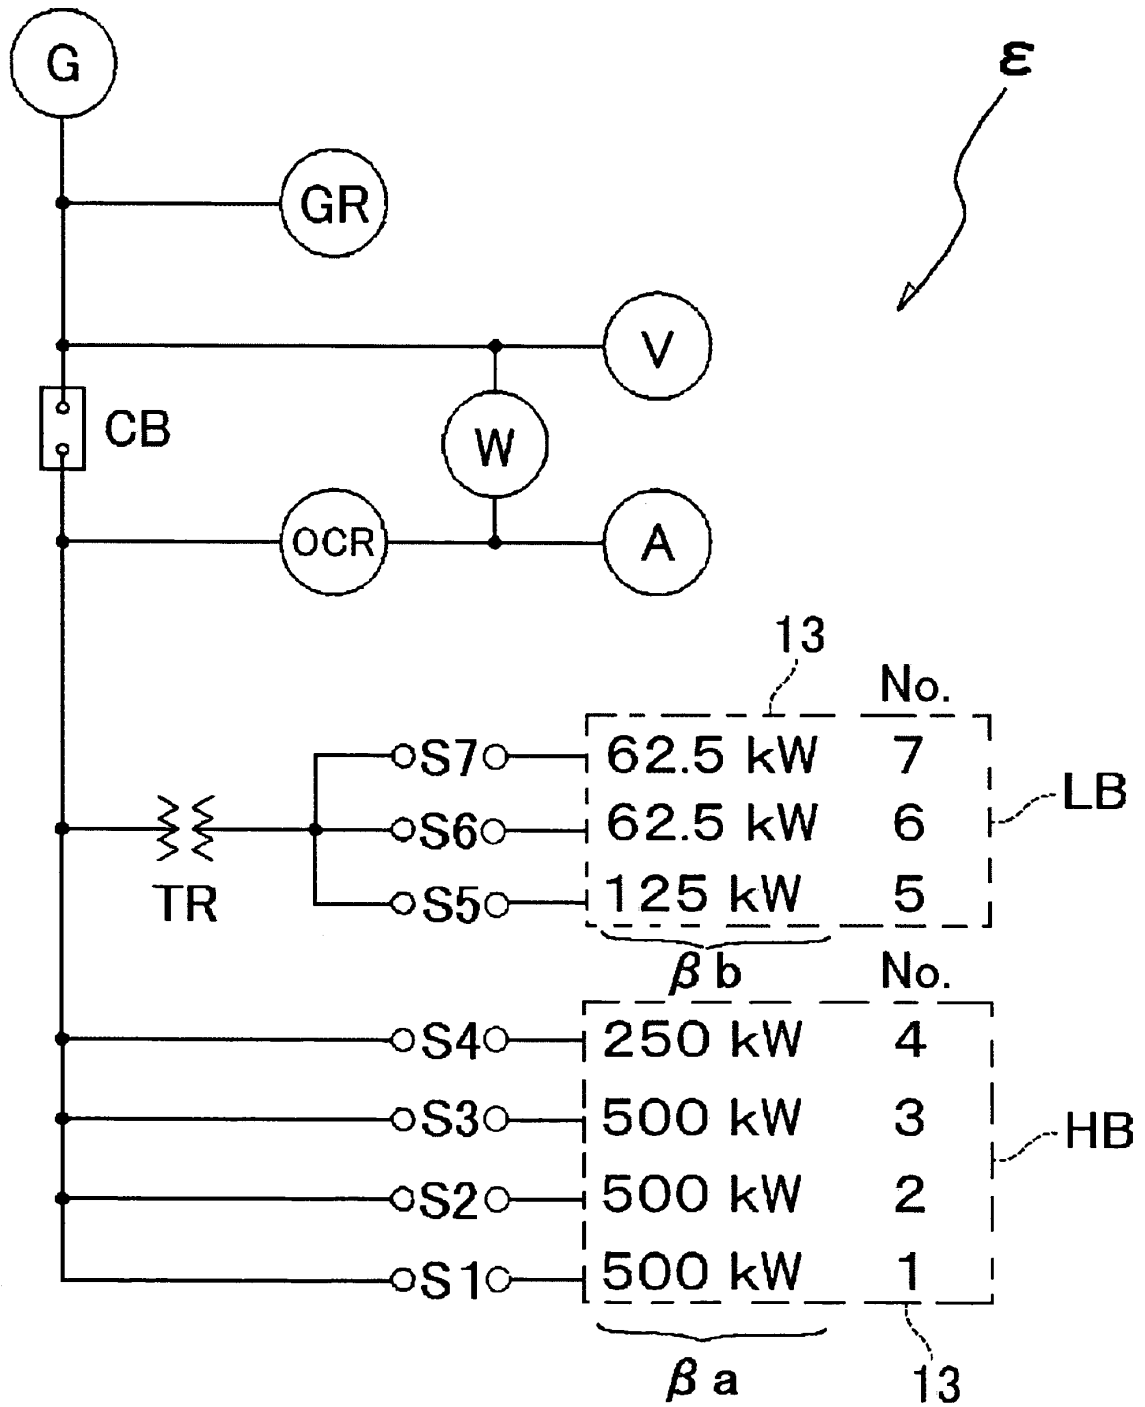 G
ε
GR
V
CB
W
OCR
A
13
No.
S7 62.5 kW 7
LB
S6 62.5 kW 6
TR
S5 125 kW 5
β b
No.
S4 250 kW 4
S3 500 kW 3
HB
S2 500 kW 2
S1 500 kW 1
β a
13